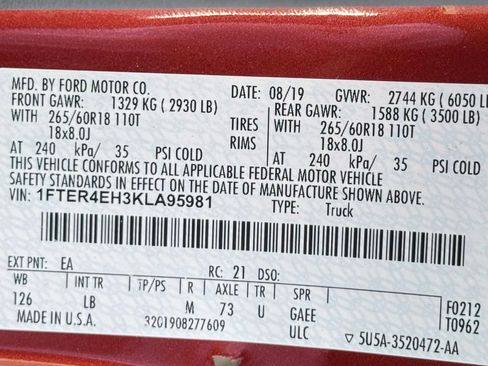 MFD. BY FORD MOTOR CO. DATE: 08/19 GVWR: 2744 KG ( 6050 L
FRONT GAWR: 1329 KG ( 2930 LB) REAR GAWR: 1588 KG ( 3500 LB)
WITH 265/60R18 110T TIRES WITH 265/60R18 110T
18x8.0J RIMS 18x8.0J
AT 240 kPa/ 35 PSI COLD AT 240 kPa/ 35 PSI COLD
THIS VEHICLE CONFORMS TO ALL APPLICABLE FEDERAL MOTOR VEHICLE
SAFETY STANDARDS IN EFFECT ON THE DATE OF MANUFACTURE SHOWN ABOVE.
VIN: 1FTER4EH3KLA95981 TYPE: Truck
EXT PNT: EA RC: 21 DSO:
WB INT TR TP/PS R AXLE TR SPR
126 LB M 73 U GAEE F0212
ULC T0962
MADE IN U.S.A. 3201908277609 ▽ 5U5A-3520472-AA